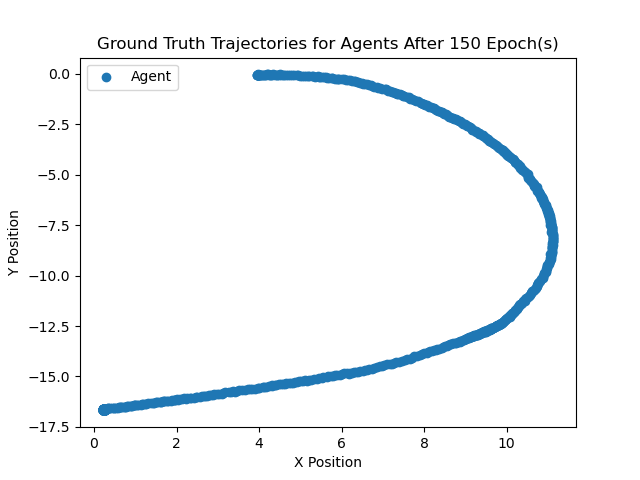 Ground Truth Trajectories for Agents After 150 Epoch(s)
Agent
0.0
−2.5
−5.0
−7.5
−10.0
−12.5
−15.0
−17.5
Y Position
0 2 4 6 8 10
X Position